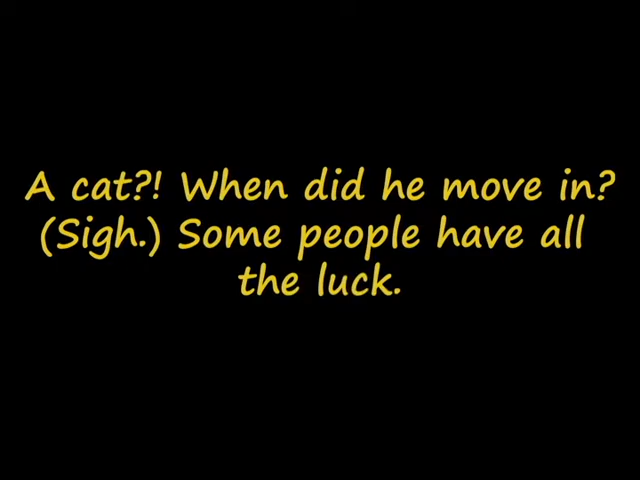 A cat?! When did he move in?
(Sigh.) Some people have all
the luck.